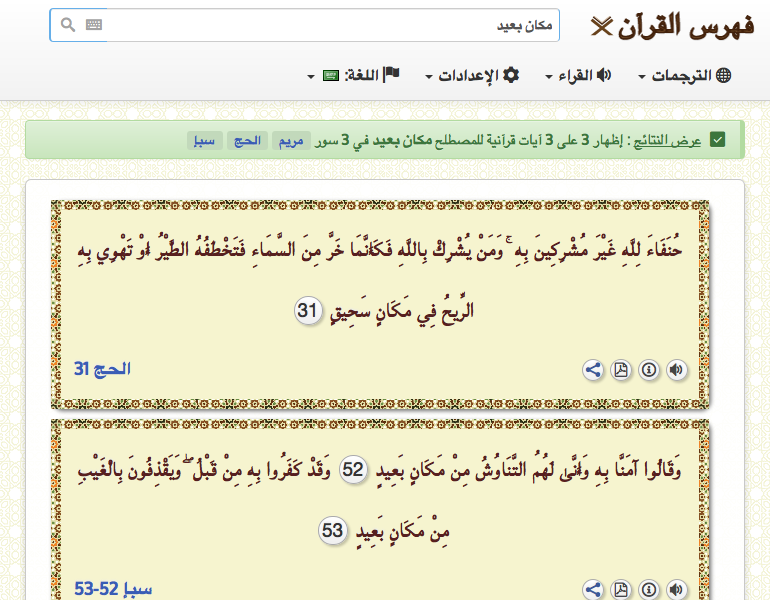 فهرس القرآن
مكان بعيد
الترجمات القراء الإعدادات اللغة:
عرض النتائج : إظهار 3 على 3 آيات قرآنية للمصطلح مكان بعيد في 3 سور مريم الحج سبإ
حُنَفَاءَ لِلَّهِ غَيْرَ مُشْرِكِينَ بِهِ ۚ وَمَنْ يُشْرِكْ بِاللَّهِ فَكَأَنَّمَا خَرَّ مِنَ السَّمَاءِ فَتَخْطَفُهُ الطَّيْرُ أَوْ تَهْوِي بِهِ
الرِّيحُ فِي مَكَانٍ سَحِيقٍ 31
الحج 31
وَقَالُوا آمَنَّا بِهِ وَأَنَّىٰ لَهُمُ التَّنَاوُشُ مِنْ مَكَانٍ بَعِيدٍ 52 وَقَدْ كَفَرُوا بِهِ مِنْ قَبْلُ ۖ وَيَقْذِفُونَ بِالْغَيْبِ
مِنْ مَكَانٍ بَعِيدٍ 53
سبإ 52-53